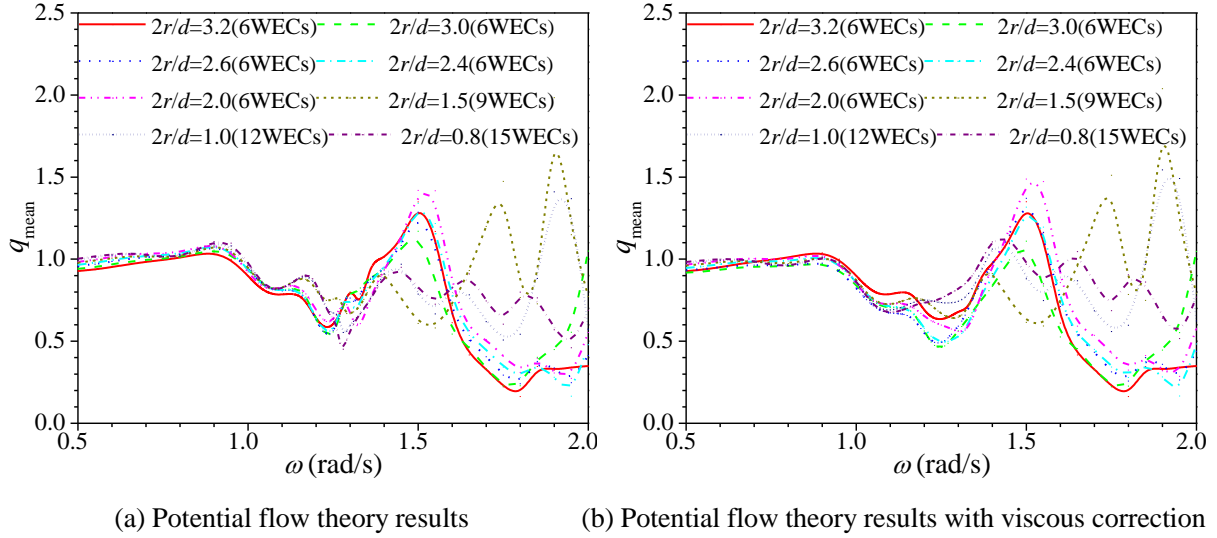 2.5
2r/d=3.2(6WECs) 2r/d=3.0(6WECs)
2r/d=2.6(6WECs) 2r/d=2.4(6WECs)
2.0
2r/d=2.0(6WECs) 2r/d=1.5(9WECs)
2r/d=1.0(12WECs) 2r/d=0.8(15WECs)
1.5
q_mean
1.0
0.5
0.0
0.5 1.0 1.5 2.0
ω (rad/s)
(a) Potential flow theory results
2.5
2r/d=3.2(6WECs) 2r/d=3.0(6WECs)
2r/d=2.6(6WECs) 2r/d=2.4(6WECs)
2.0
2r/d=2.0(6WECs) 2r/d=1.5(9WECs)
2r/d=1.0(12WECs) 2r/d=0.8(15WECs)
1.5
q_mean
1.0
0.5
0.0
0.5 1.0 1.5 2.0
ω (rad/s)
(b) Potential flow theory results with viscous correction